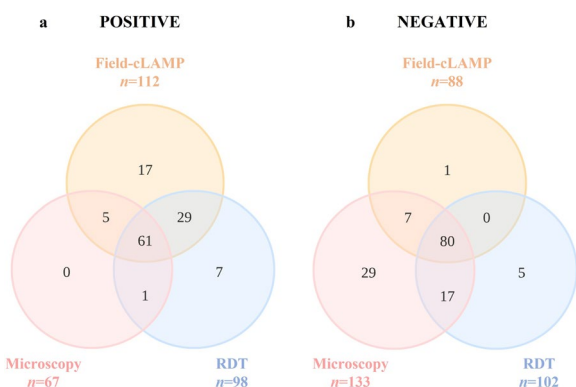 a POSITIVE
Field-cLAMP
n=112
17
5
29
61
0
7
1
Microscopy
n=67
RDT
n=98
b NEGATIVE
Field-cLAMP
n=88
1
7
0
80
29
5
17
Microscopy
n=133
RDT
n=102